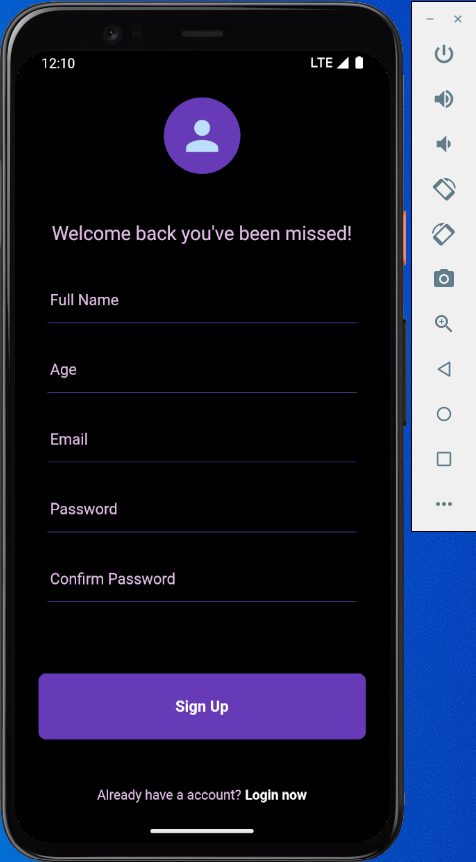 12:10 LTE
Welcome back you've been missed!
Full Name
Age
Email
Password
Confirm Password
Sign Up
Already have a account? Login now